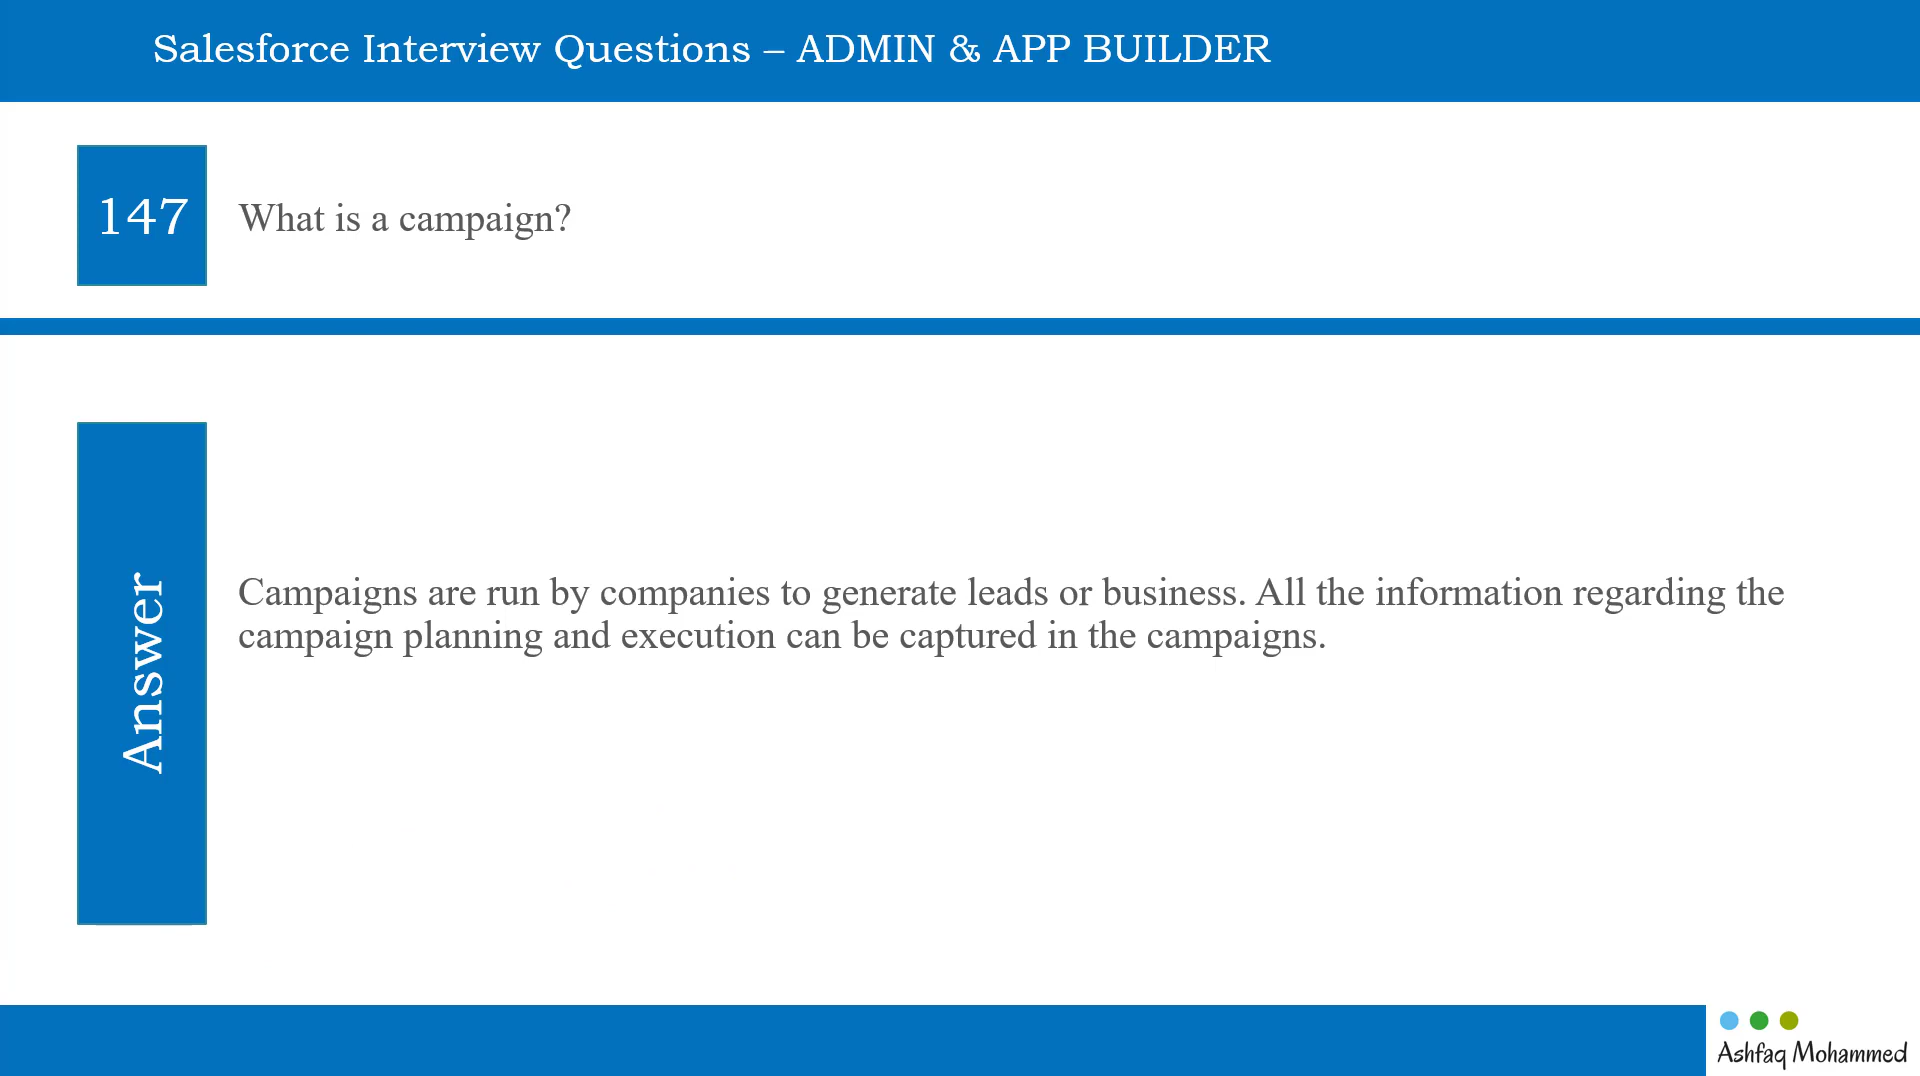 Salesforce Interview Questions – ADMIN & APP BUILDER
147
What is a campaign?
Answer
Campaigns are run by companies to generate leads or business. All the information regarding the
campaign planning and execution can be captured in the campaigns.
Ashfaq Mohammed